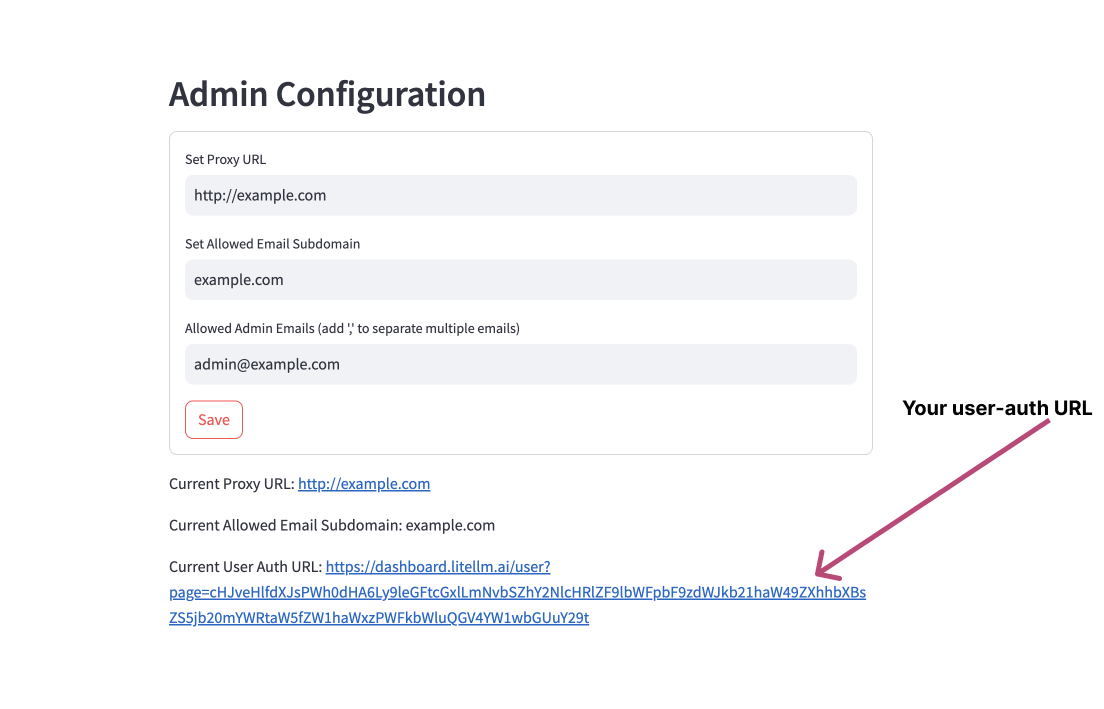 Admin Configuration
Set Proxy URL
http://example.com
Set Allowed Email Subdomain
example.com
Allowed Admin Emails (add ',' to separate multiple emails)
admin@example.com
Save
Your user-auth URL
Current Proxy URL: http://example.com
Current Allowed Email Subdomain: example.com
Current User Auth URL: https://dashboard.litellm.ai/user?
page=cHJveHlfdXJsPWh0dHA6Ly9leGFtcGxlLmNvbSZhY2NlcHRlZF9lbWFpbF9zdWJkb21haW49ZXhhbXBs
ZS5jb20mYWRtaW5fZW1haWxzPWFkbWluQGV4YW1wbGUuY29t